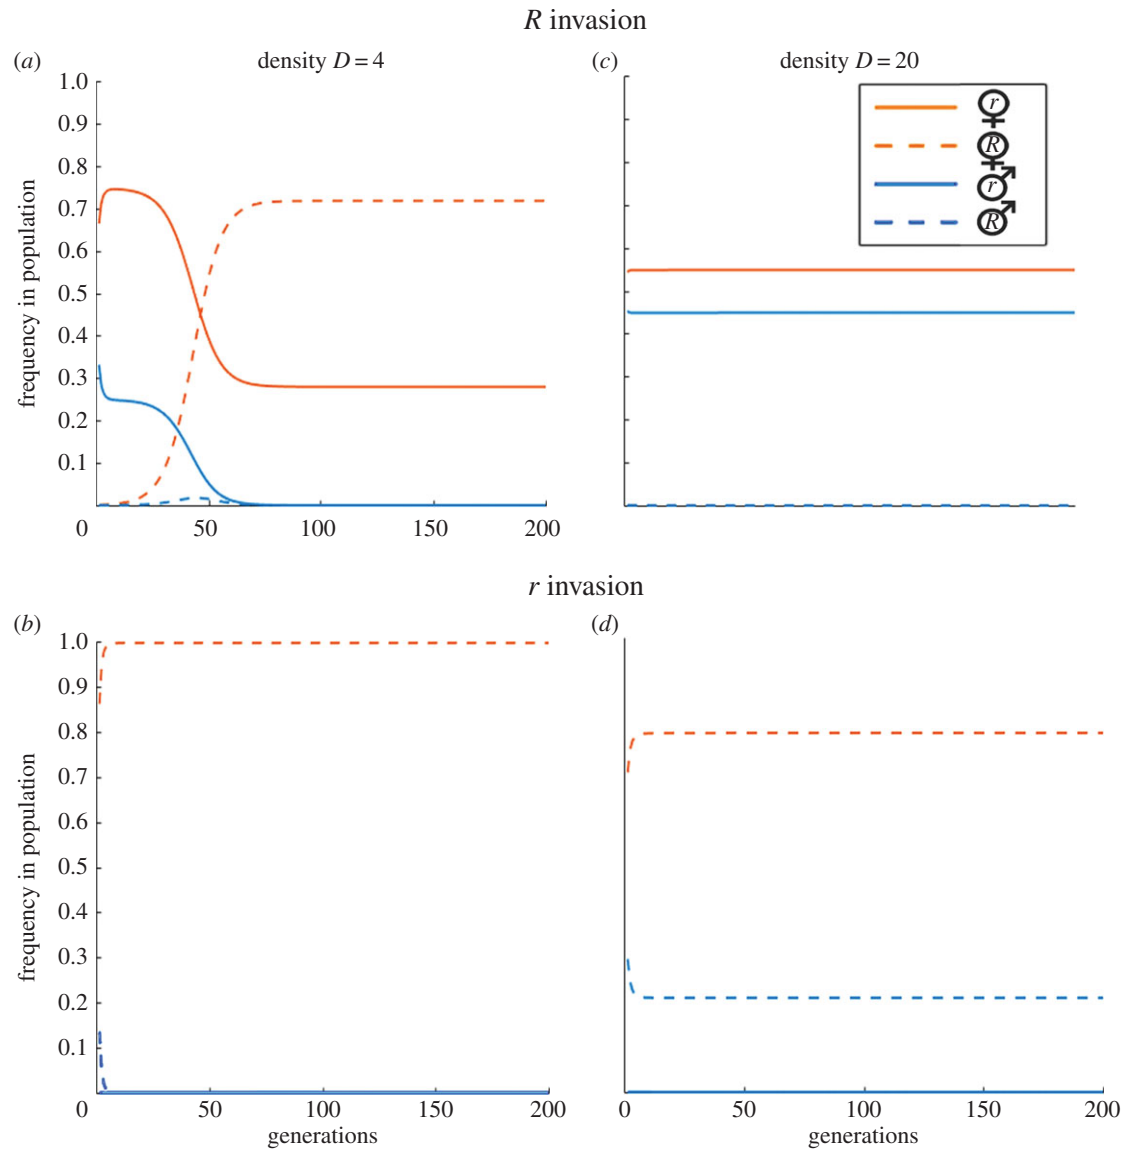 R invasion
(a) density D = 4
(c) density D = 20
1.0
0.9
0.8
0.7
0.6
0.5
0.4
0.3
0.2
0.1
frequency in population
0 50 100 150 200
r
R
r
R
r invasion
(b)
(d)
1.0
0.9
0.8
0.7
0.6
0.5
0.4
0.3
0.2
0.1
frequency in population
0 50 100 150 200
generations
0 50 100 150 200
generations